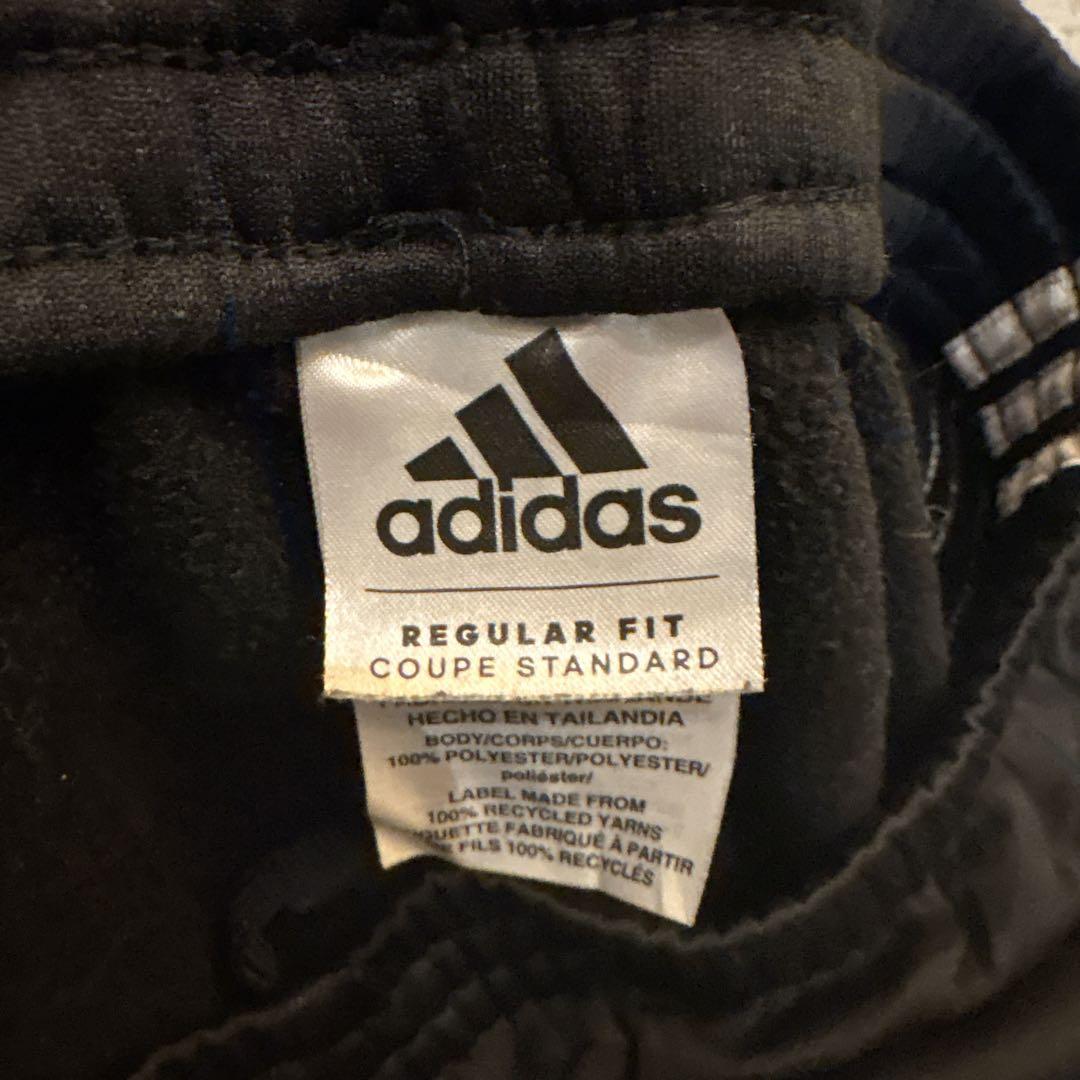 adidas
REGULAR FIT
COUPE STANDARD
HECHO EN TAILANDIA
BODY/CORPS/CUERPO:
100% POLYESTER/POLYESTER/
poliéster/
LABEL MADE FROM
100% RECYCLED YARNS
FABRIQUÉ À PARTIR
FILS 100% RECYCLÉS